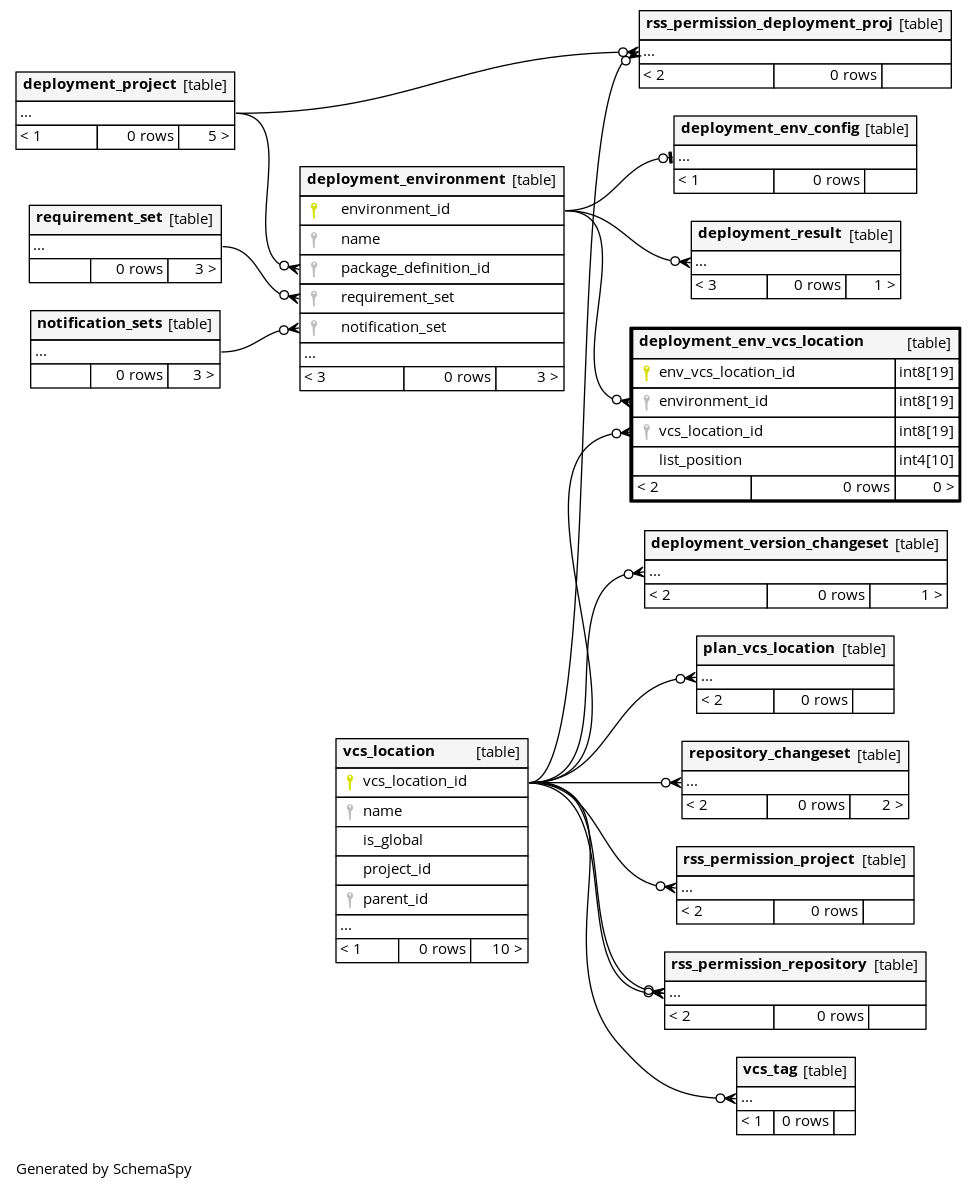 deployment_project [table]
...
< 1 0 rows 5 >
requirement_set [table]
...
0 rows 3 >
notification_sets [table]
...
0 rows 3 >
deployment_environment [table]
environment_id
name
package_definition_id
requirement_set
notification_set
...
< 3 0 rows 3 >
vcs_location [table]
vcs_location_id
name
is_global
project_id
parent_id
...
< 1 0 rows 10 >
rss_permission_deployment_proj [table]
...
< 2 0 rows
deployment_env_config [table]
...
< 1 0 rows
deployment_result [table]
...
< 3 0 rows 1 >
deployment_env_vcs_location [table]
env_vcs_location_id int8[19]
environment_id int8[19]
vcs_location_id int8[19]
list_position int4[10]
< 2 0 rows 0 >
deployment_version_changeset [table]
...
< 2 0 rows 1 >
plan_vcs_location [table]
...
< 2 0 rows
repository_changeset [table]
...
< 2 0 rows 2 >
rss_permission_project [table]
...
< 2 0 rows
rss_permission_repository [table]
...
< 2 0 rows
vcs_tag [table]
...
< 1 0 rows
Generated by SchemaSpy